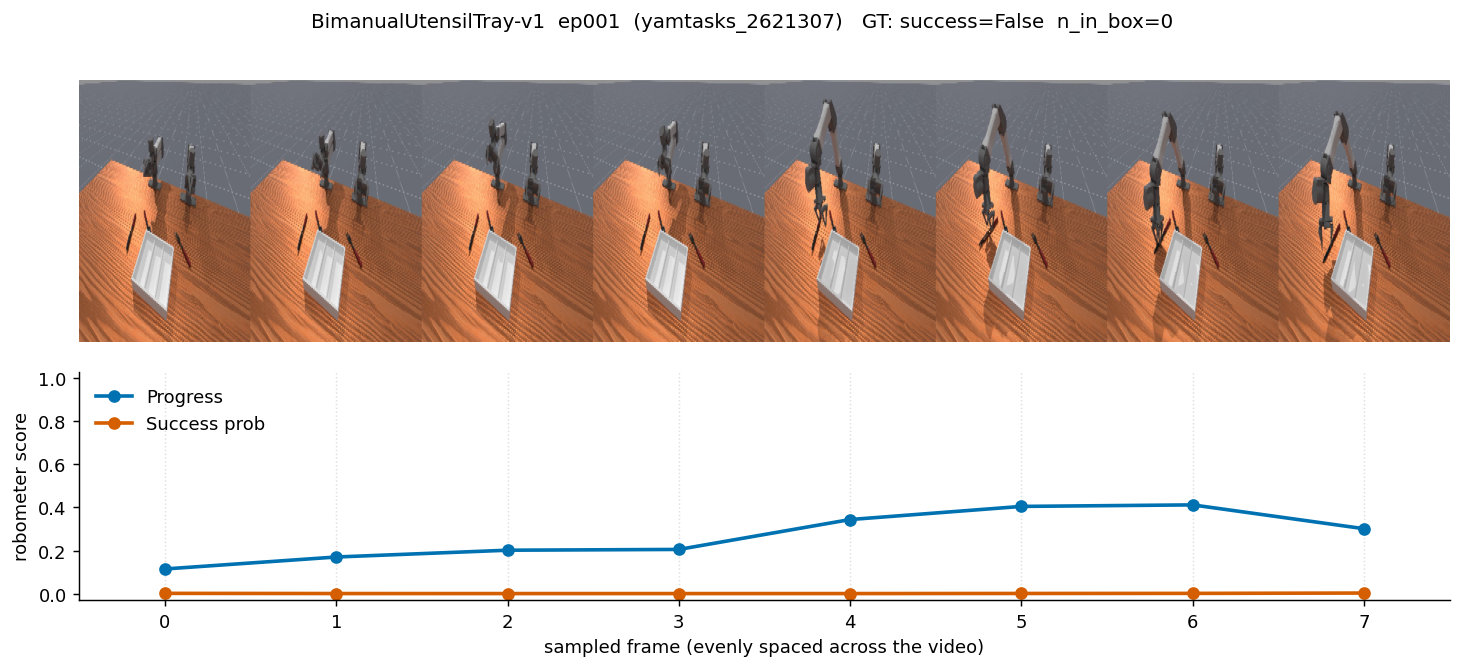 BimanualUtensilTray-v1  ep001  (yamtasks_2621307)   GT: success=False  n_in_box=0
1.0
0.8
0.6
0.4
0.2
0.0
robometer score
Progress
Success prob
0 1 2 3 4 5 6 7
sampled frame (evenly spaced across the video)